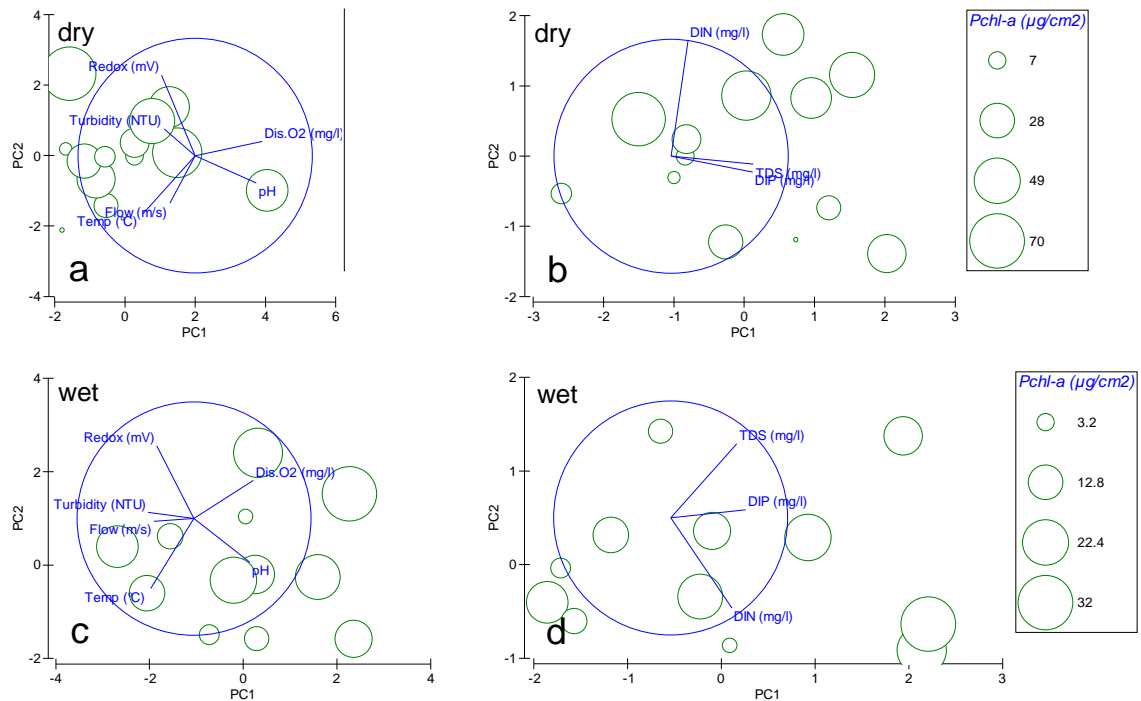 dry
4
2
0
-2
-4
PC2
Redox (mV)
Turbidity (NTU)
Dis.O2 (mg/l)
pH
Flow (m/s)
Temp (°C)
a
-2
0
2
4
6
PC1
dry
2
1
0
-1
-2
PC2
DIN (mg/l)
TDS (mg/l)
DIP (mg/l)
b
-3
-2
-1
0
1
2
3
PC1
Pchl-a (µg/cm2)
7
28
49
70
wet
4
2
0
-2
PC2
Redox (mV)
Dis.O2 (mg/l)
Turbidity (NTU)
Flow (m/s)
pH
Temp (°C)
c
-4
-2
0
2
4
PC1
wet
2
1
0
-1
PC2
TDS (mg/l)
DIP (mg/l)
DIN (mg/l)
d
-2
-1
0
1
2
3
PC1
Pchl-a (µg/cm2)
3.2
12.8
22.4
32